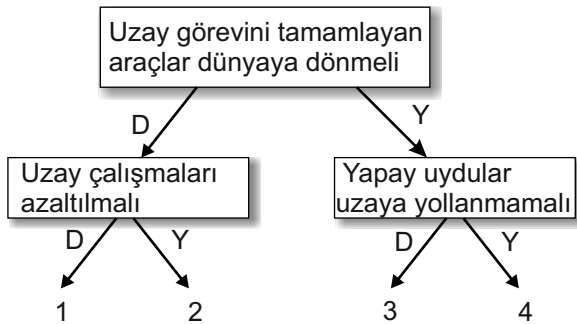 Uzay görevini tamamlayan
araçlar dünyaya dönmeli
D
Y
Uzay çalışmaları
azaltılmalı
Yapay uydular
uzaya yollanmamalı
D
Y
D
Y
1
2
3
4